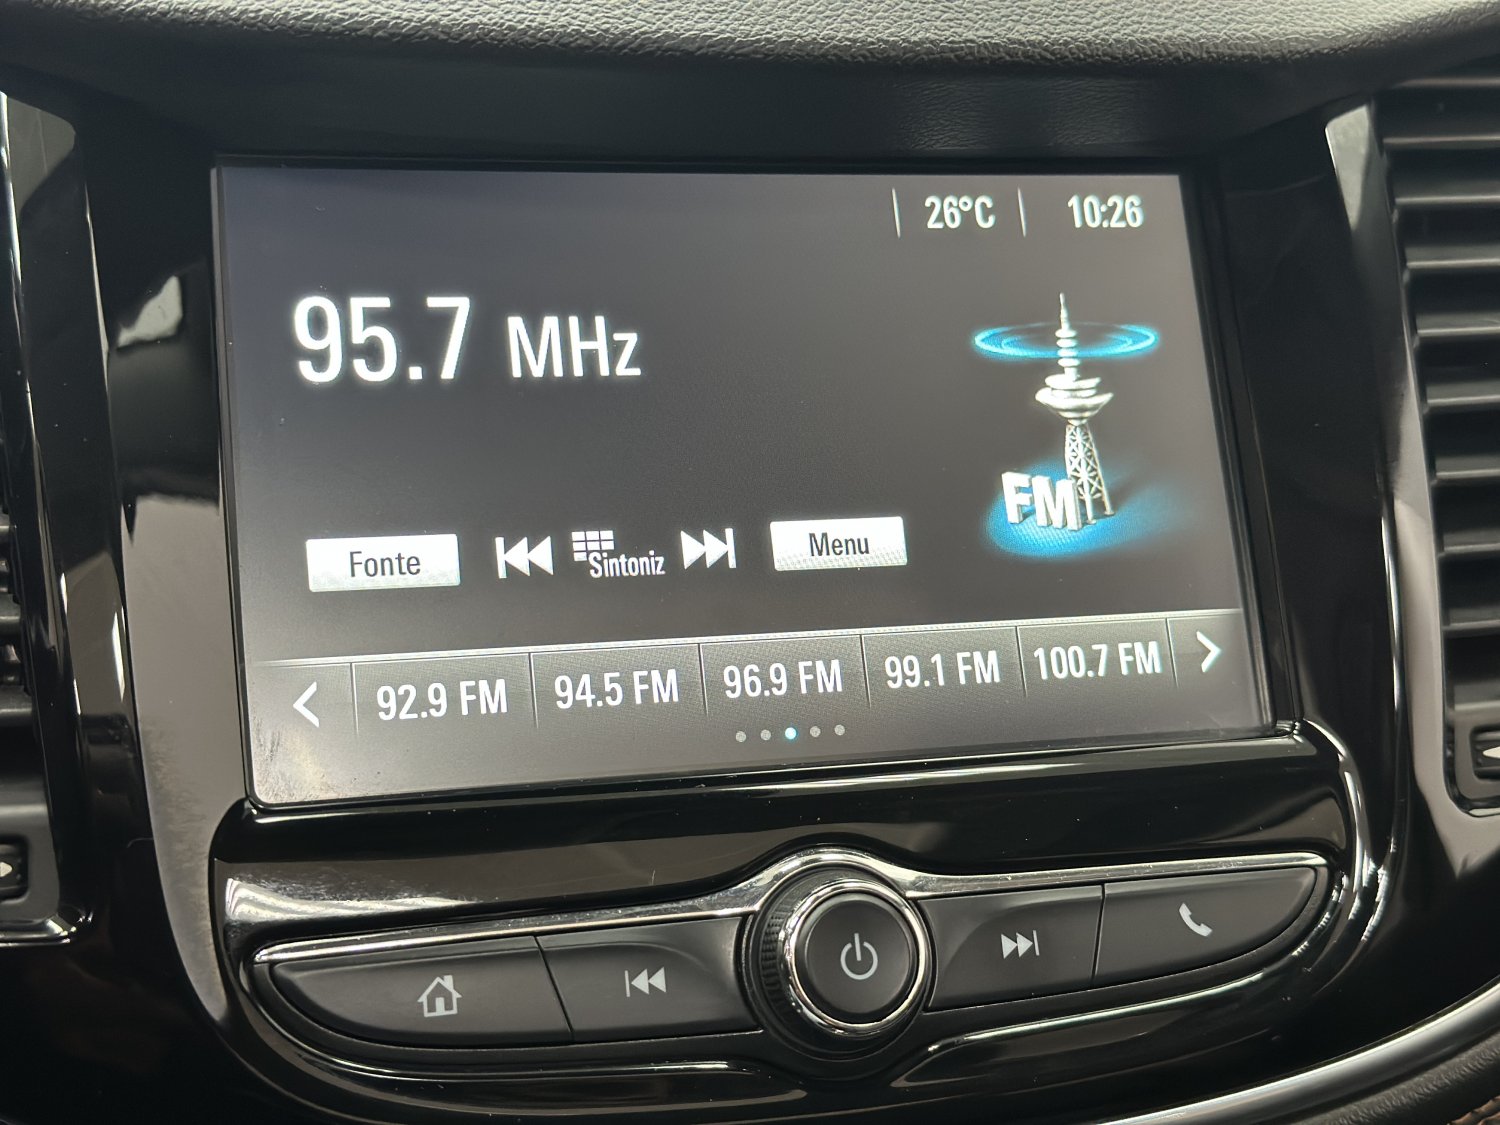 26°C 10:26
95.7 MHz
FM
Fonte Sintoniz Menu
92.9 FM 94.5 FM 96.9 FM 99.1 FM 100.7 FM